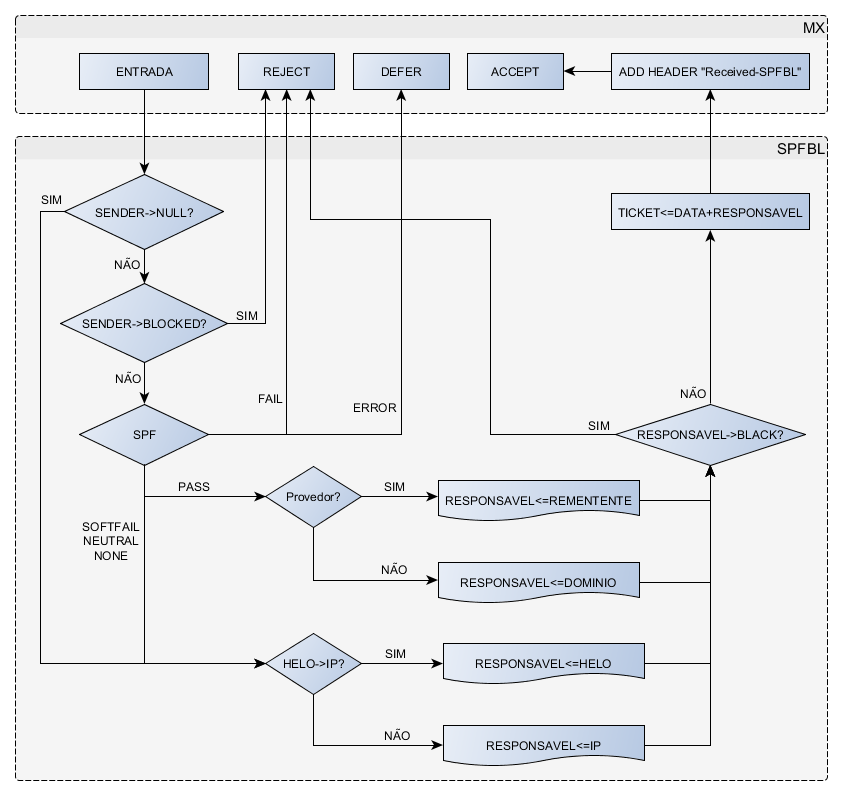 MX
ENTRADA
REJECT
DEFER
ACCEPT
ADD HEADER "Received-SPFBL"
SPFBL
SIM
SENDER->NULL?
TICKET<=DATA+RESPONSAVEL
NÃO
SENDER->BLOCKED?
SIM
NÃO
FAIL
ERROR
NÃO
SPF
SIM
RESPONSAVEL->BLACK?
PASS
Provedor?
SIM
RESPONSAVEL<=REMENTENTE
SOFTFAIL
NEUTRAL
NONE
NÃO
RESPONSAVEL<=DOMINIO
HELO->IP?
SIM
RESPONSAVEL<=HELO
NÃO
RESPONSAVEL<=IP